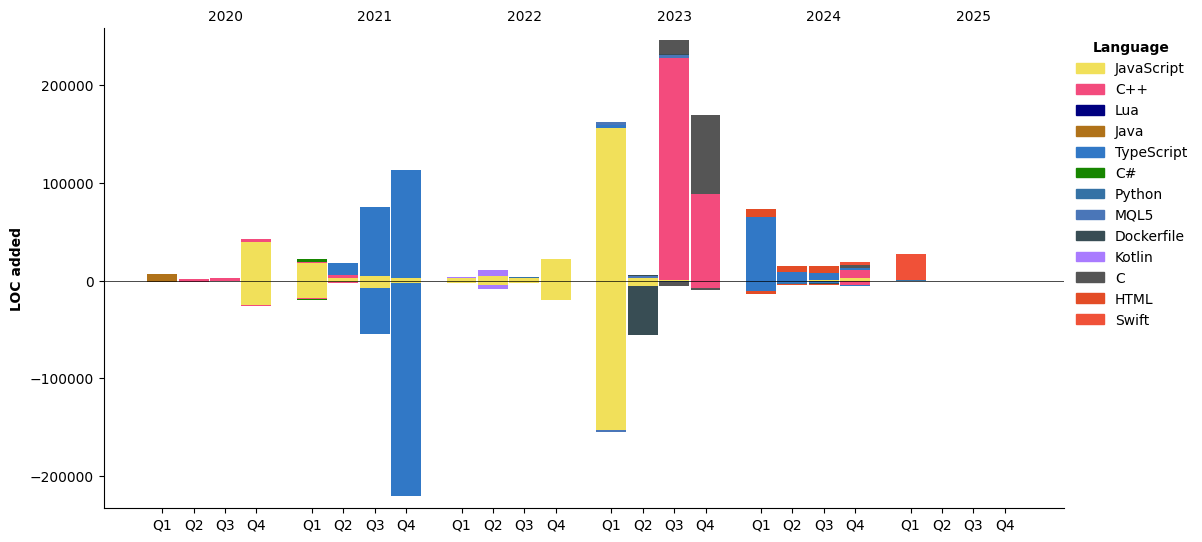 2020 2021 2022 2023 2024 2025
Language
JavaScript
C++
Lua
Java
TypeScript
C#
Python
MQL5
Dockerfile
Kotlin
C
HTML
Swift
LOC added
200000
100000
0
−100000
−200000
Q1 Q2 Q3 Q4 Q1 Q2 Q3 Q4 Q1 Q2 Q3 Q4 Q1 Q2 Q3 Q4 Q1 Q2 Q3 Q4 Q1 Q2 Q3 Q4